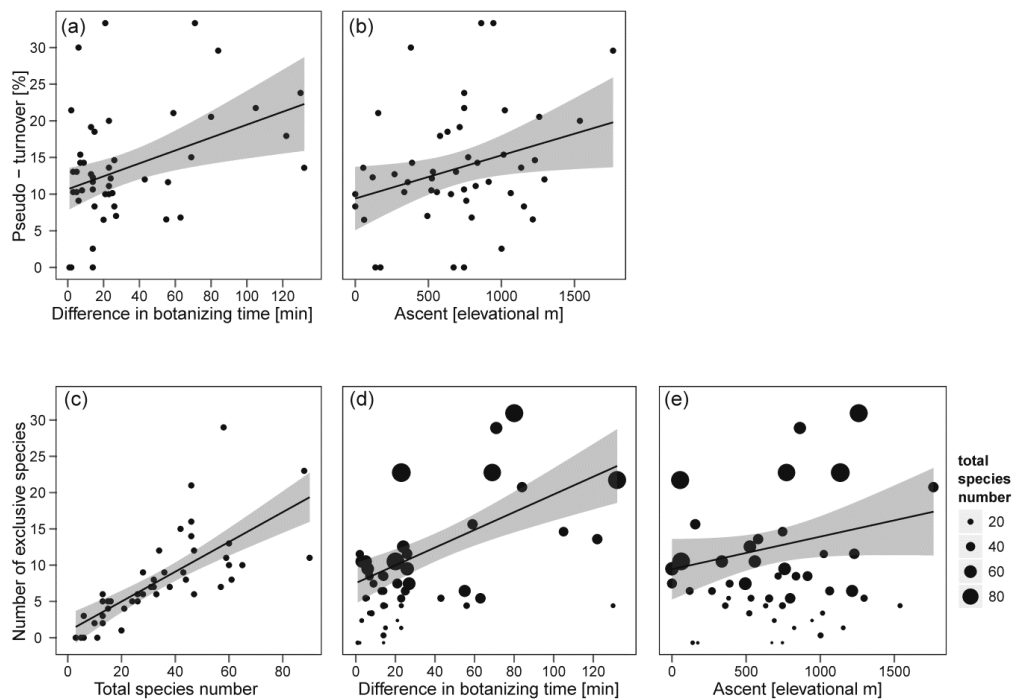 (a)
(b)
Pseudo − turnover [%]
30
25
20
15
10
5
0
0 20 40 60 80 100 120
Difference in botanizing time [min]
0 500 1000 1500
Ascent [elevational m]
(c)
(d)
(e)
Number of exclusive species
30
25
20
15
10
5
0
0 20 40 60 80
Total species number
0 20 40 60 80 100 120
Difference in botanizing time [min]
0 500 1000 1500
Ascent [elevational m]
total
species
number
20
40
60
80